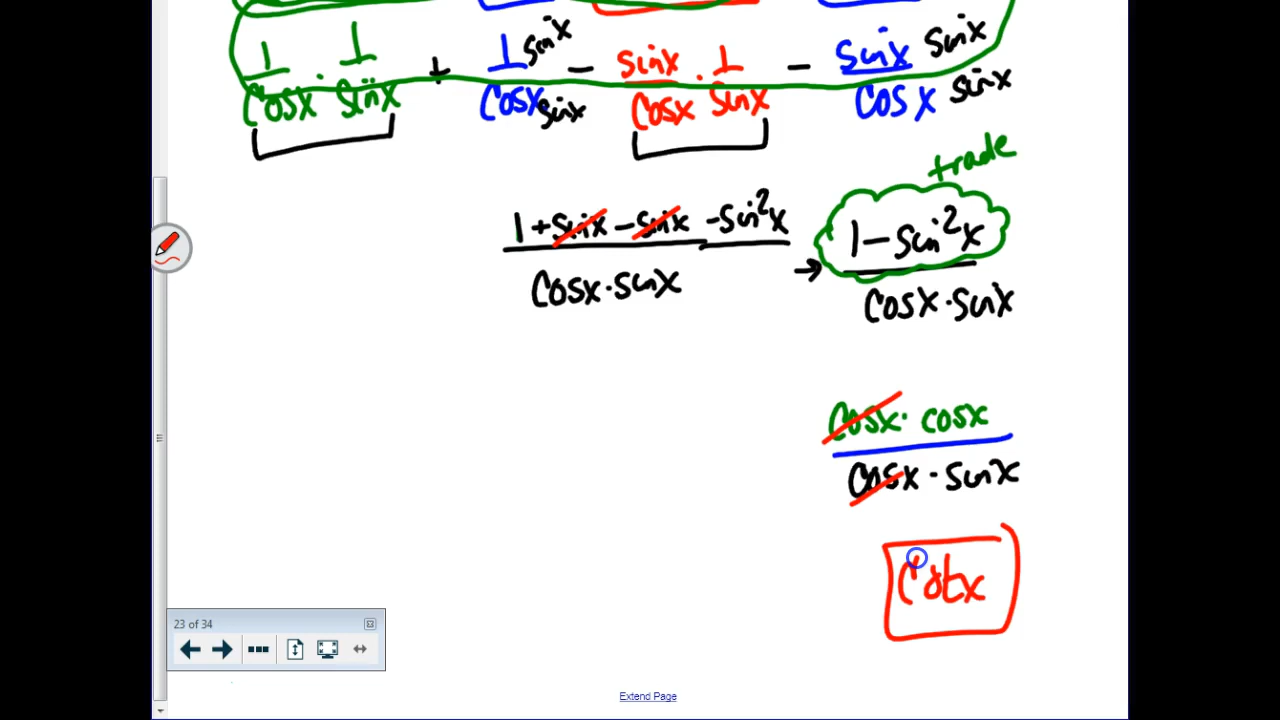 1/cosx · 1/sinx + 1/cosx sinx/sinx − sinx/cosx · 1/sinx − sinx/cosx sinx/sinx
trade
1 + sinx − sinx − sin²x / cosx · sinx → 1 − sin²x / cosx · sinx
cosx · cosx
cosx · sinx
cotx
23 of 34
Extend Page